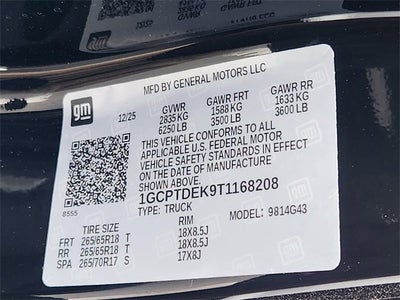 gm
MFD BY GENERAL MOTORS LLC
12/25
GVWR GAWR FRT GAWR RR
2835 KG 1588 KG 1633 KG
6250 LB 3500 LB 3600 LB
THIS VEHICLE CONFORMS TO ALL
APPLICABLE U.S. FEDERAL MOTOR
VEHICLE SAFETY STANDARDS IN EFFECT
ON THE DATE OF MANUFACTURE
SHOWN ABOVE.
1GCPTDEK9T1168208
TYPE: TRUCK MODEL: 9814G43
8555
TIRE SIZE RIM
FRT 265/65R18 T 18X8.5J
RR 265/65R18 T 18X8.5J
SPA 265/70R17 S 17X8J